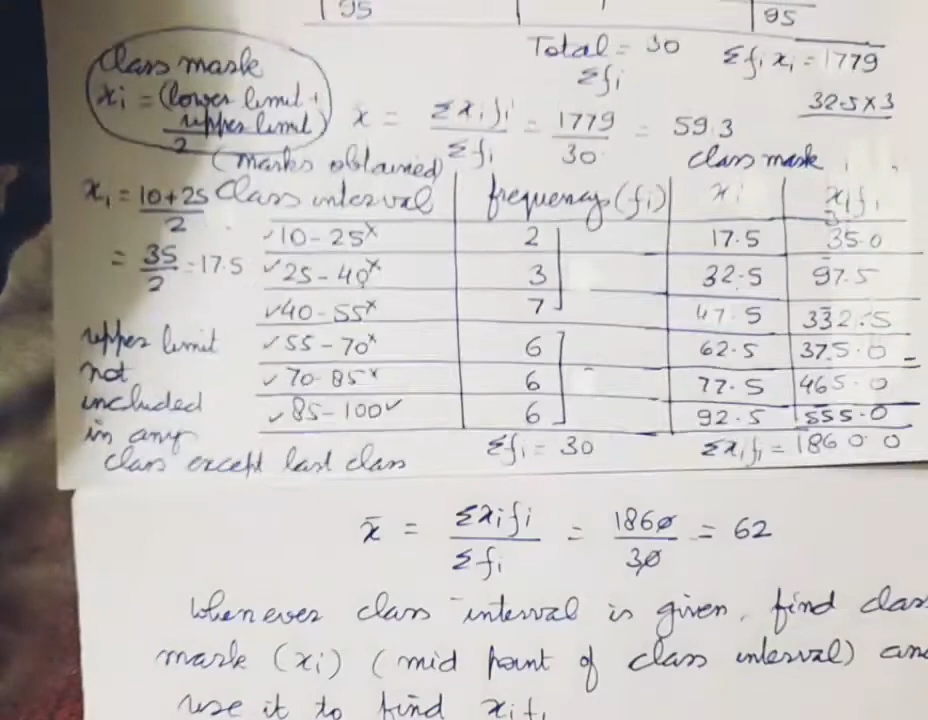 95 95
Total = 30 Σfixi = 1779
Σfi
32.5 x 3
Class mark
xi = (lower limit +
upper limit)
2
x = Σxifi = 1779 = 59.3
Σfi 30
(marks obtained) class mark
x1 = 10+25 Class interval frequency (fi) xi xifi
2
= 35 = 17.5
2
✓10-25x 2 17.5 35.0
✓25-40x 3 32.5 97.5
✓40-55x 7 47.5 332.5
✓55-70x 6 62.5 375.0
✓70-85x 6 77.5 465.0
✓85-100✓ 6 92.5 555.0
Σfi = 30 Σxifi = 1860.0
upper limit
not
included
in any
class except last class
x̄ = Σxifi = 1860 = 62
Σfi 30
Whenever class interval is given, find class
mark (xi) (mid point of class interval) and
use it to find xifi